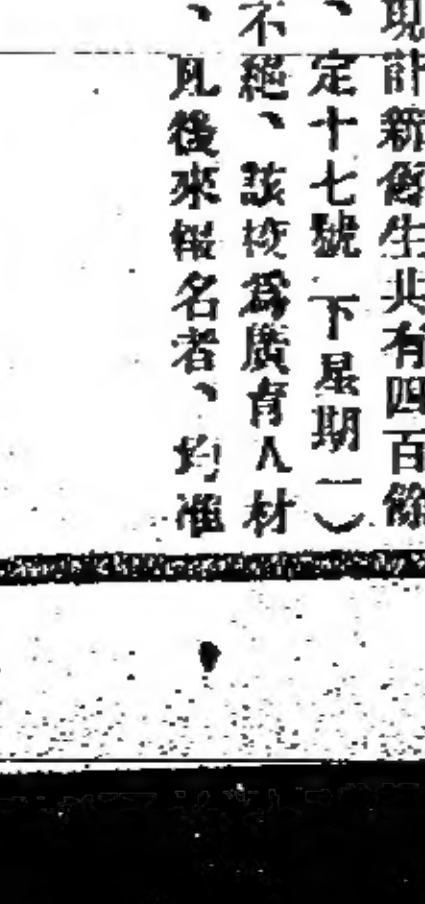 現計新舊生共有四百餘
、定十七號（下星期一）
不絕、該校爲廣育人材
、凡後來報名者、均准